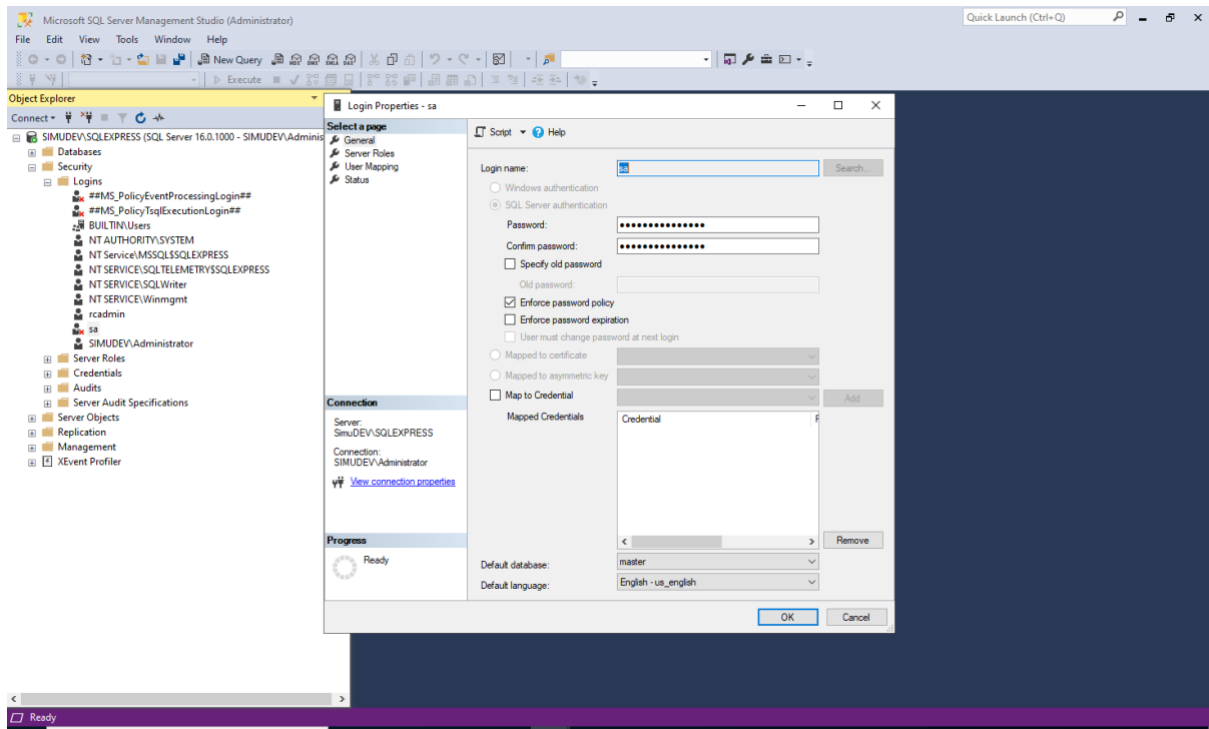 Microsoft SQL Server Management Studio (Administrator)
Quick Launch (Ctrl+Q)
File Edit View Tools Window Help
New Query
Execute
Object Explorer
Connect
SIMUDEV\SQLEXPRESS (SQL Server 16.0.1000 - SIMUDEV\Adminis
Databases
Security
Logins
##MS_PolicyEventProcessingLogin##
##MS_PolicyTsqlExecutionLogin##
BUILTIN\Users
NT AUTHORITY\SYSTEM
NT Service\MSSQL$SQLEXPRESS
NT SERVICE\SQLTELEMETRY$SQLEXPRESS
NT SERVICE\SQLWriter
NT SERVICE\Winmgmt
rcadmin
sa
SIMUDEV\Administrator
Server Roles
Credentials
Audits
Server Audit Specifications
Server Objects
Replication
Management
XEvent Profiler
Login Properties - sa
Select a page
General
Server Roles
User Mapping
Status
Connection
Server:
SimuDEV\SQLEXPRESS
Connection:
SIMUDEV\Administrator
View connection properties
Progress
Ready
Script Help
Login name: sa Search...
Windows authentication
SQL Server authentication
Password: ●●●●●●●●●●●●●●●
Confirm password: ●●●●●●●●●●●●●●●
Specify old password
Old password:
Enforce password policy
Enforce password expiration
User must change password at next login
Mapped to certificate
Mapped to asymmetric key
Map to Credential Add
Mapped Credentials Credential
Remove
Default database: master
Default language: English - us_english
OK Cancel
Ready